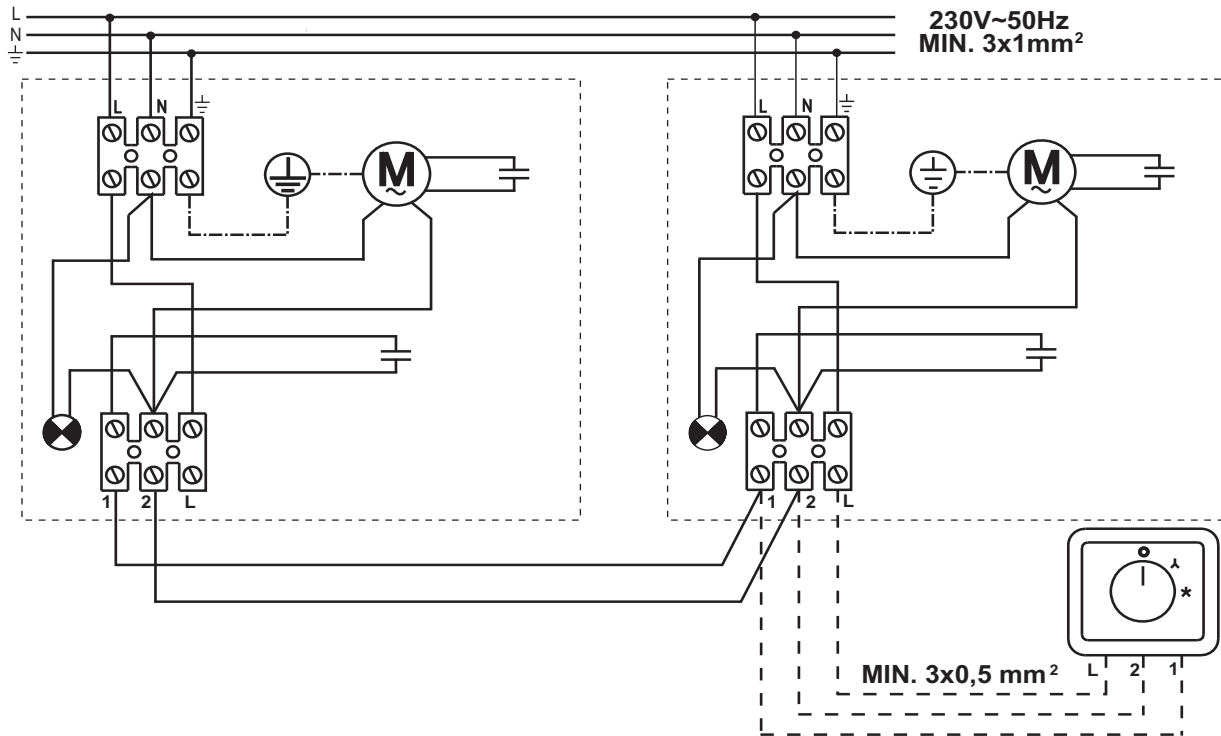 L
N
230V~50Hz
MIN. 3x1mm²
L N
L N
M
~
M
~
1 2 L
1 2 L
*
MIN. 3x0,5 mm²
L 2 1